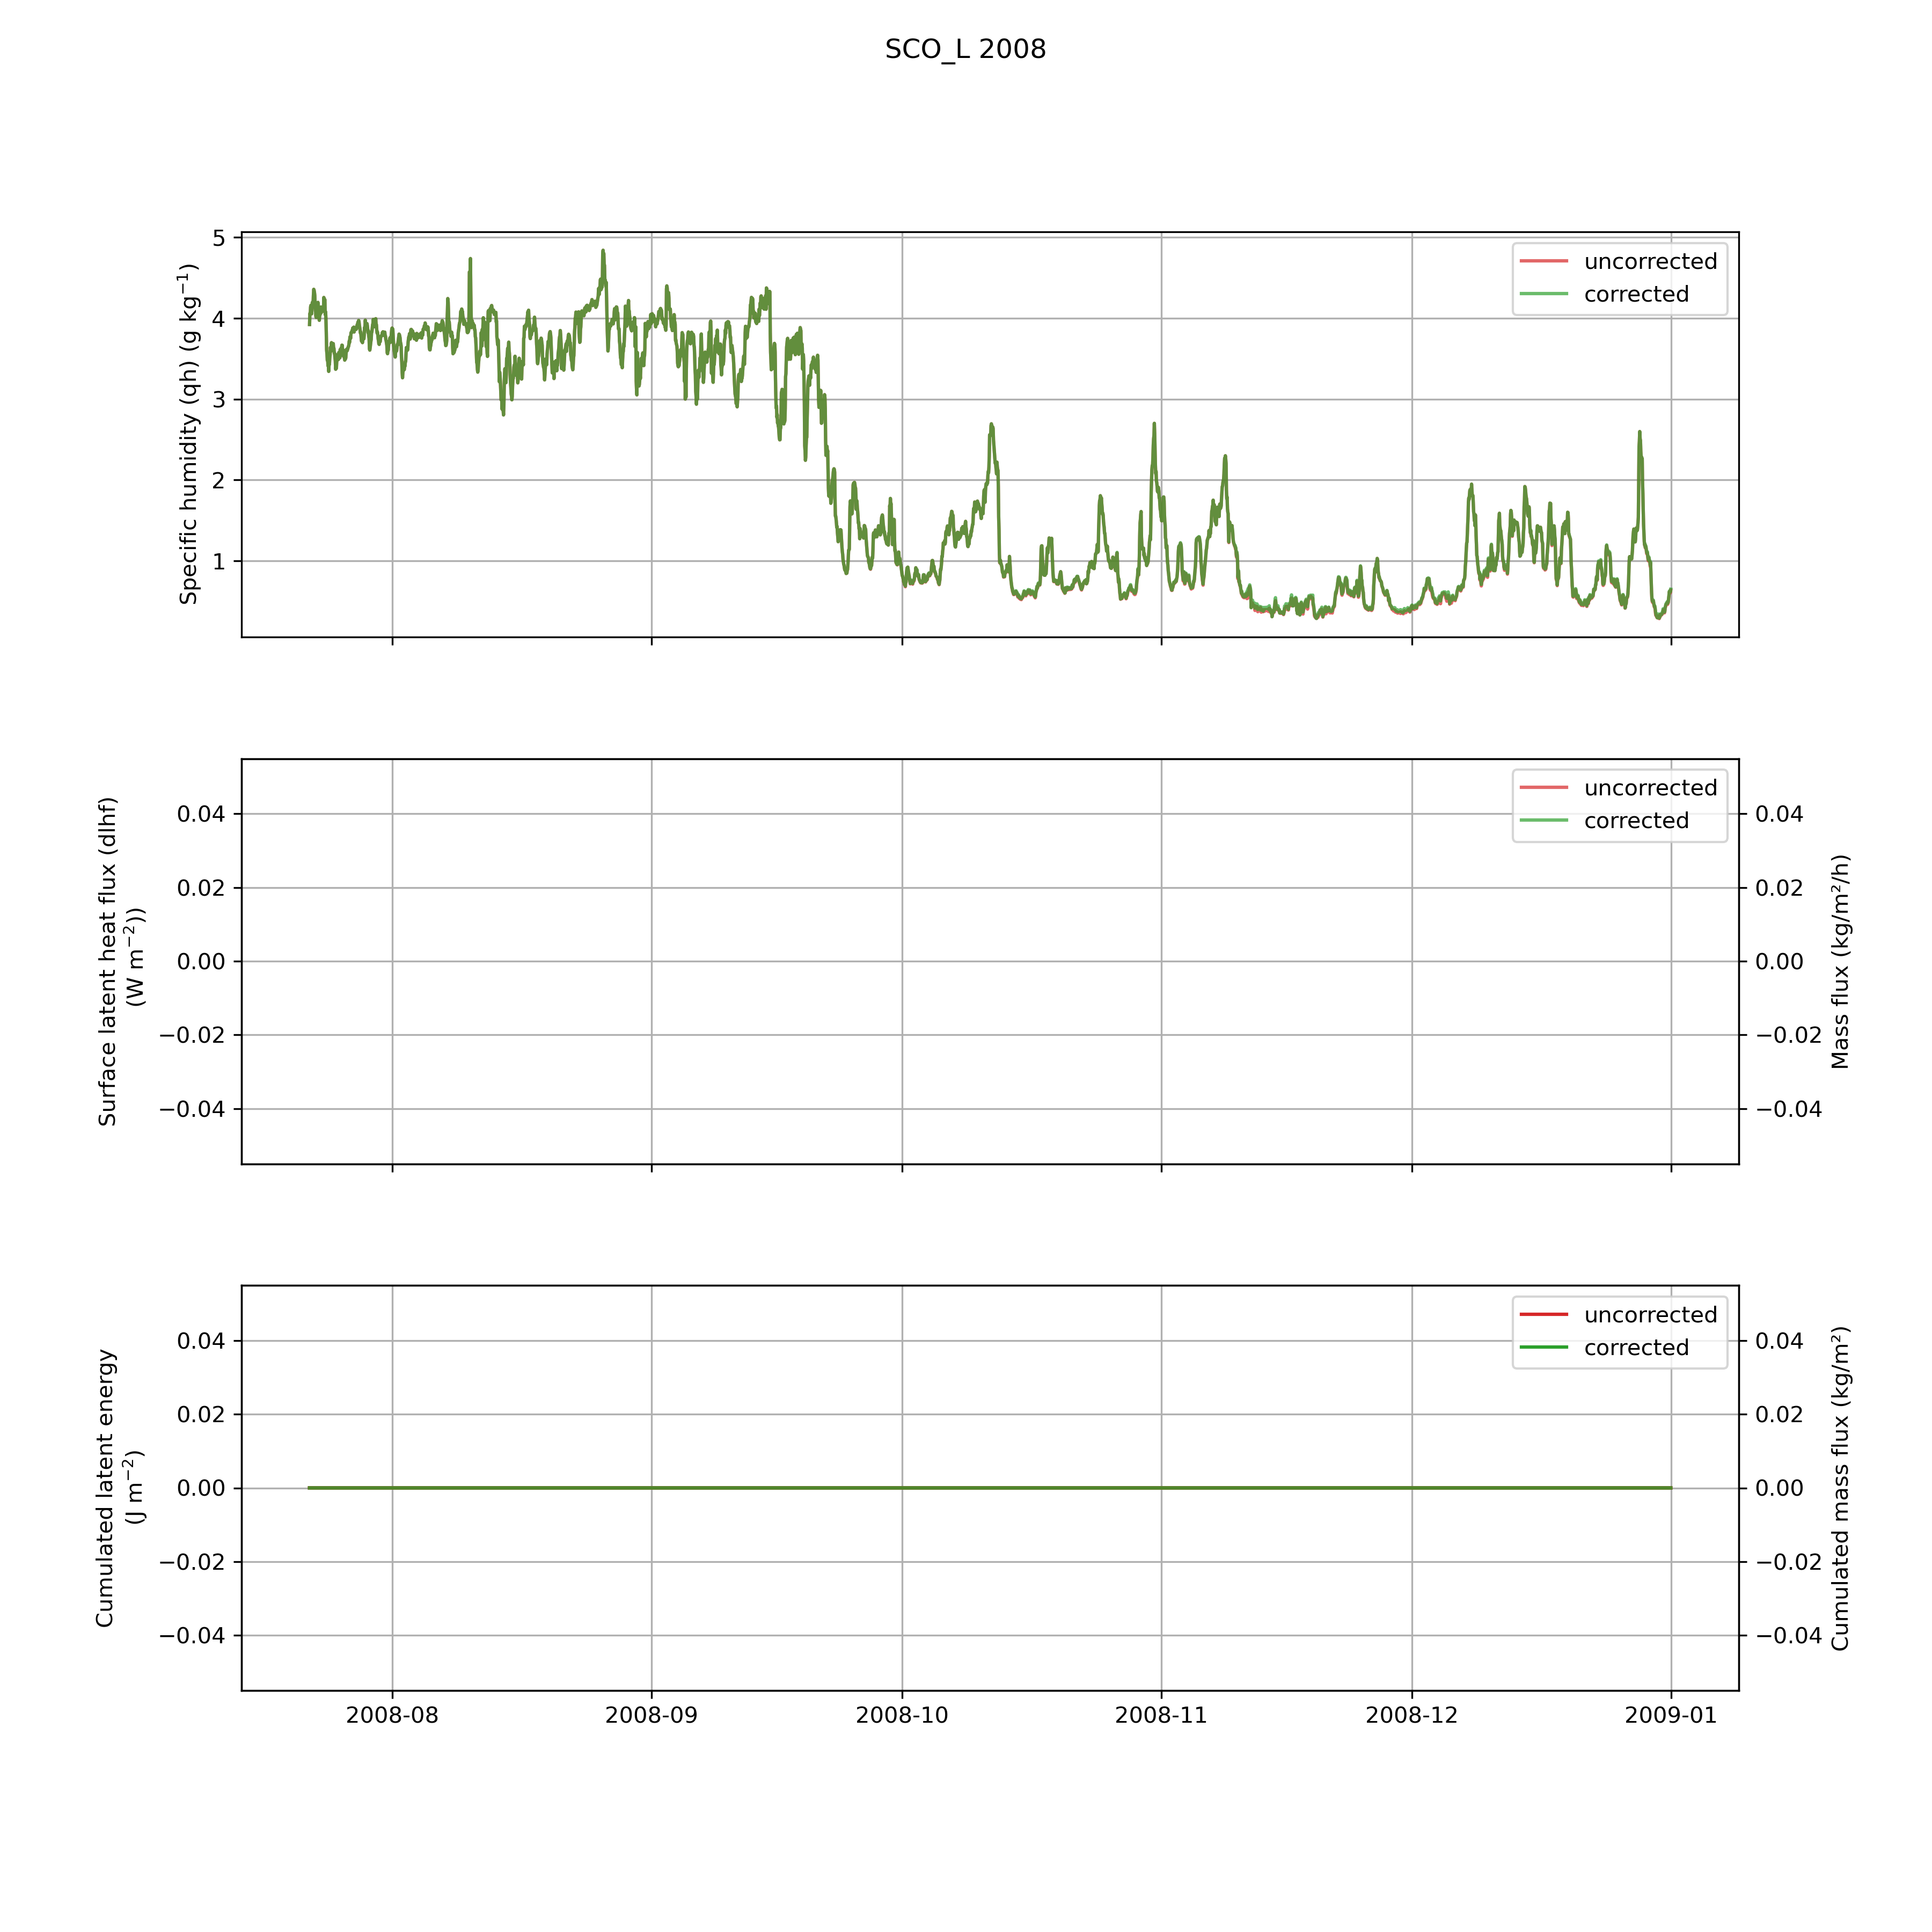 SCO_L 2008
Specific humidity (qh) (g kg⁻¹)
5
4
3
2
1
uncorrected
corrected
Surface latent heat flux (dlhf)
(W m⁻²))
0.04
0.02
0.00
−0.02
−0.04
uncorrected
corrected
0.04
0.02
0.00
−0.02
−0.04
Mass flux (kg/m²/h)
Cumulated latent energy
(J m⁻²)
0.04
0.02
0.00
−0.02
−0.04
uncorrected
corrected
0.04
0.02
0.00
−0.02
−0.04
Cumulated mass flux (kg/m²)
2008-08
2008-09
2008-10
2008-11
2008-12
2009-01